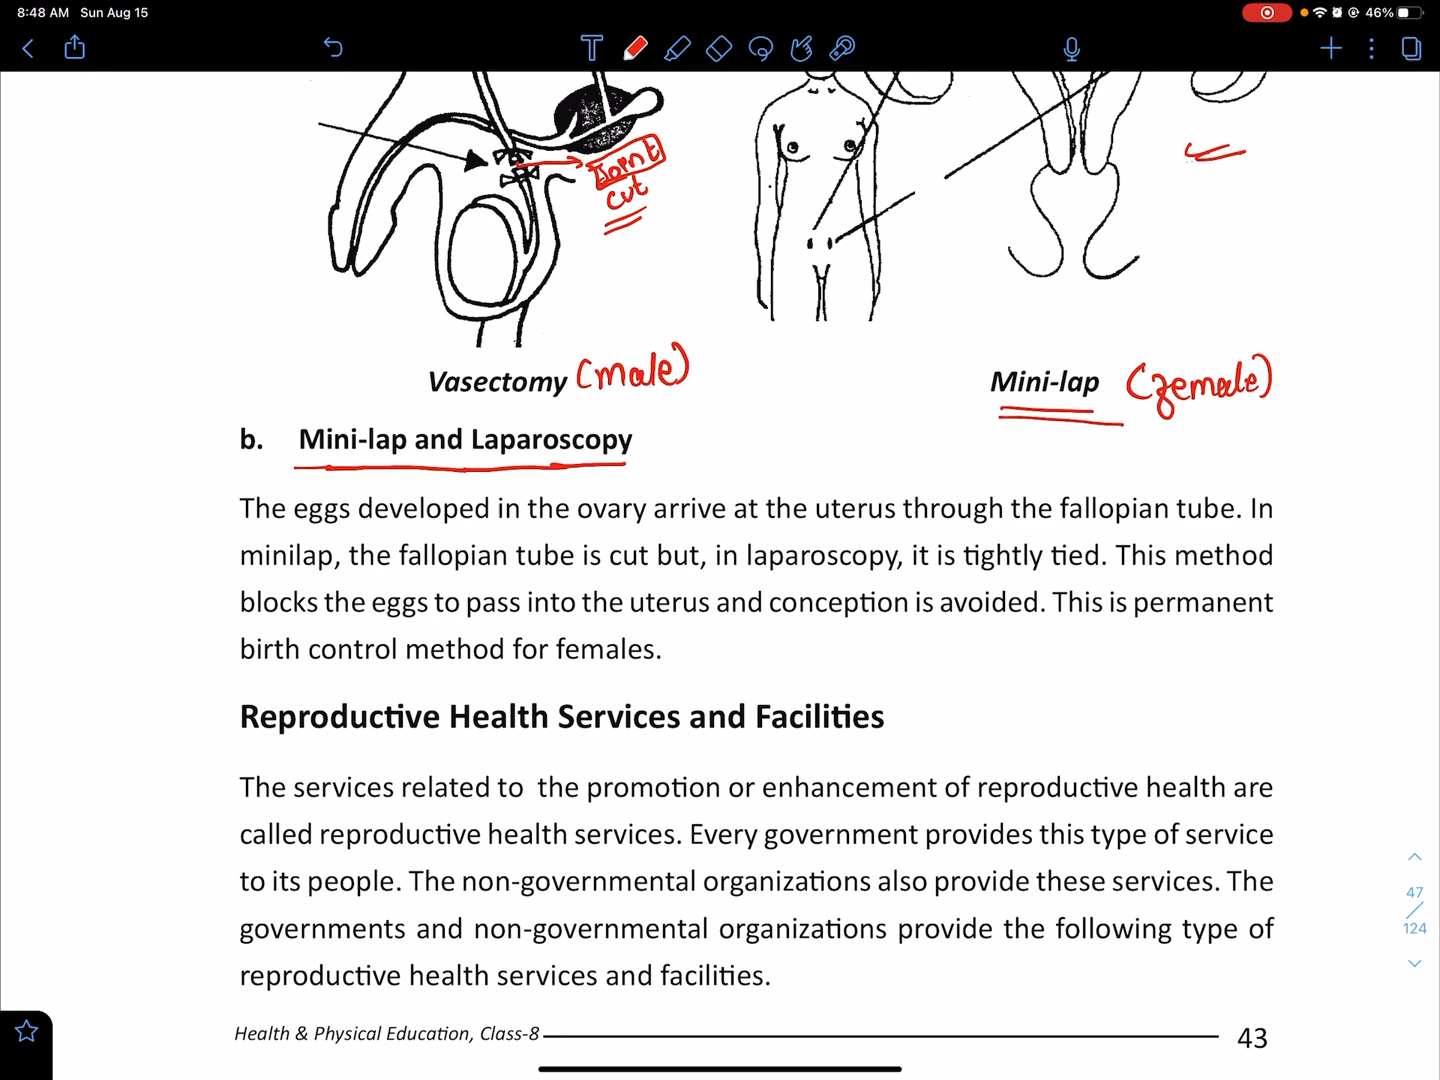 8:48 AM Sun Aug 15
46%
Joint
cut
Vasectomy (male)
Mini-lap (female)
b. Mini-lap and Laparoscopy
The eggs developed in the ovary arrive at the uterus through the fallopian tube. In
minilap, the fallopian tube is cut but, in laparoscopy, it is tightly tied. This method
blocks the eggs to pass into the uterus and conception is avoided. This is permanent
birth control method for females.
Reproductive Health Services and Facilities
The services related to the promotion or enhancement of reproductive health are
called reproductive health services. Every government provides this type of service
to its people. The non-governmental organizations also provide these services. The
governments and non-governmental organizations provide the following type of
reproductive health services and facilities.
47
124
Health & Physical Education, Class-8
43